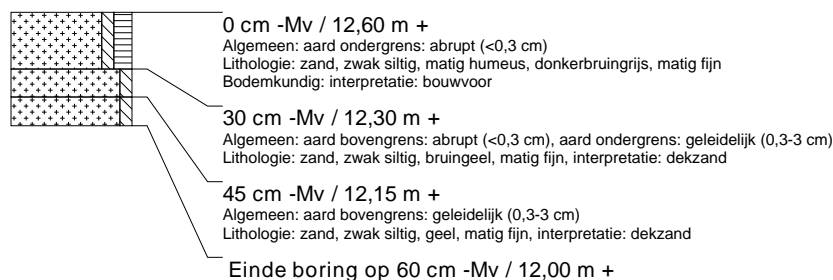 0 cm -Mv / 12,60 m +
Algemeen: aard ondergrens: abrupt (<0,3 cm)
Lithologie: zand, zwak siltig, matig humeus, donkerbruingrijs, matig fijn
Bodemkundig: interpretatie: bouwvoor
30 cm -Mv / 12,30 m +
Algemeen: aard bovengrens: abrupt (<0,3 cm), aard ondergrens: geleidelijk (0,3-3 cm)
Lithologie: zand, zwak siltig, bruingeel, matig fijn, interpretatie: dekzand
45 cm -Mv / 12,15 m +
Algemeen: aard bovengrens: geleidelijk (0,3-3 cm)
Lithologie: zand, zwak siltig, geel, matig fijn, interpretatie: dekzand
Einde boring op 60 cm -Mv / 12,00 m +